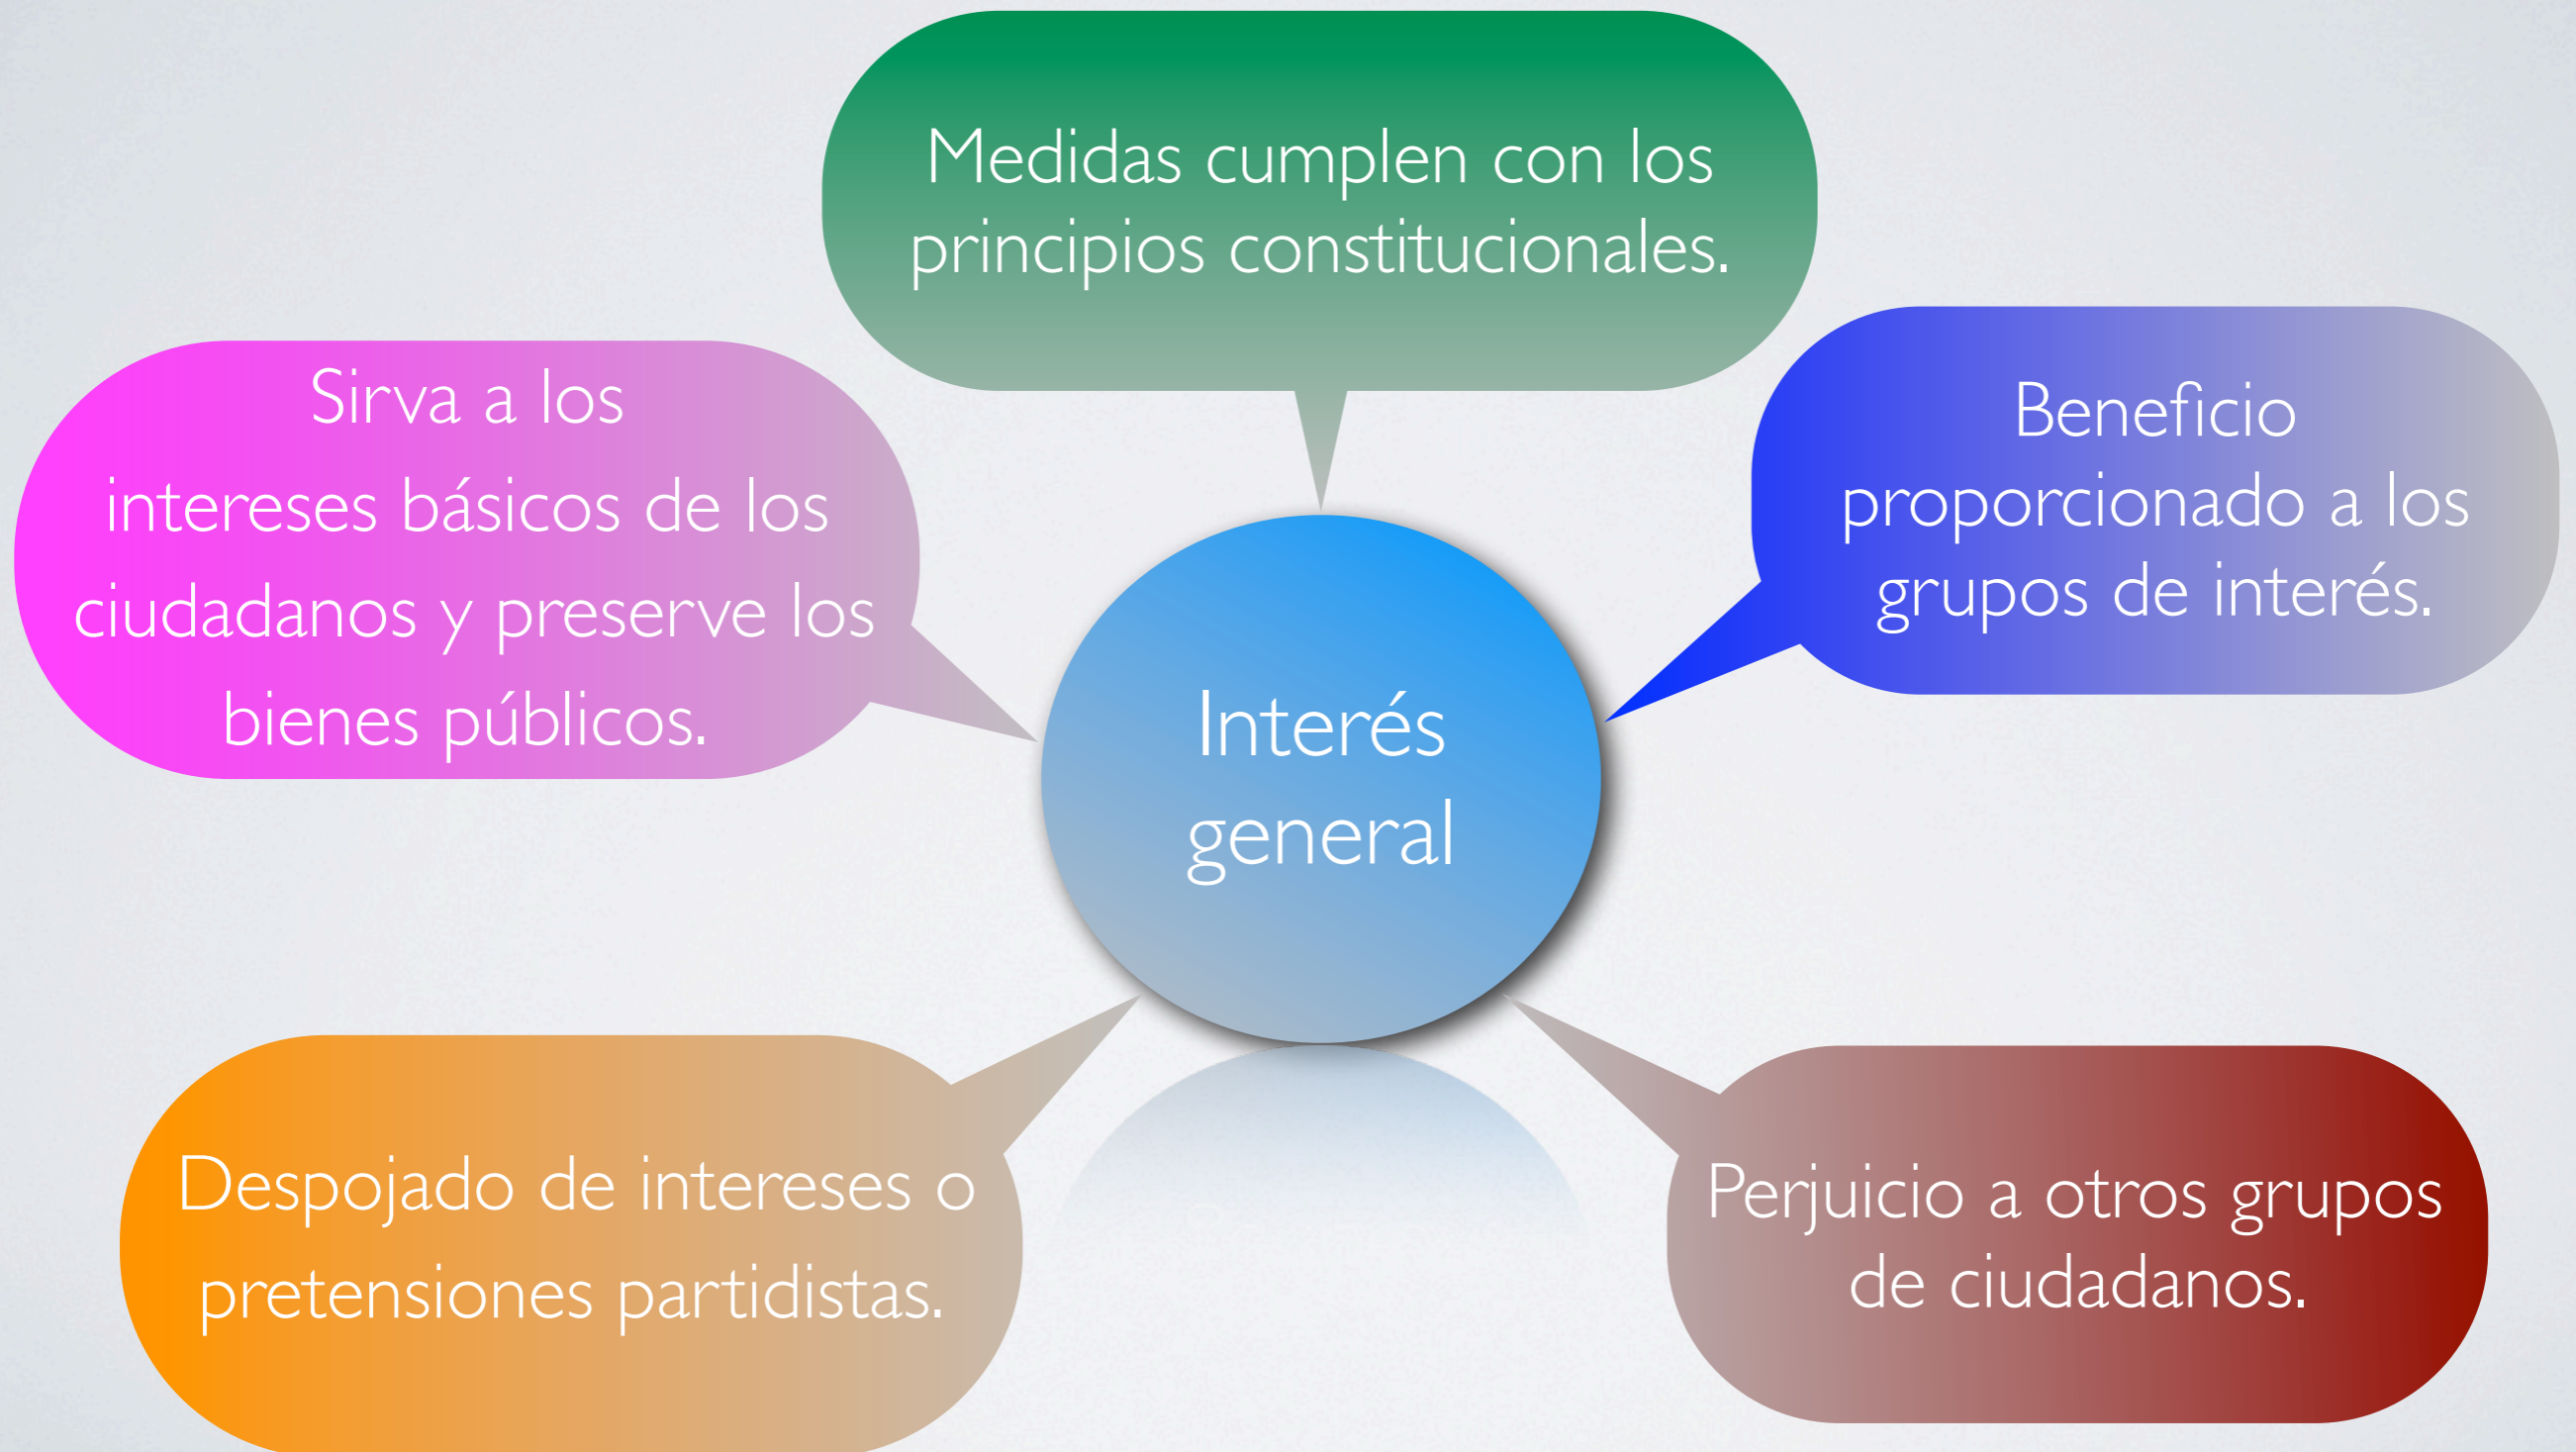 Medidas cumplen con los
principios constitucionales.
Sirva a los
intereses básicos de los
ciudadanos y preserve los
bienes públicos.
Beneficio
proporcionado a los
grupos de interés.
Interés
general
Despojado de intereses o
pretensiones partidistas.
Perjuicio a otros grupos
de ciudadanos.